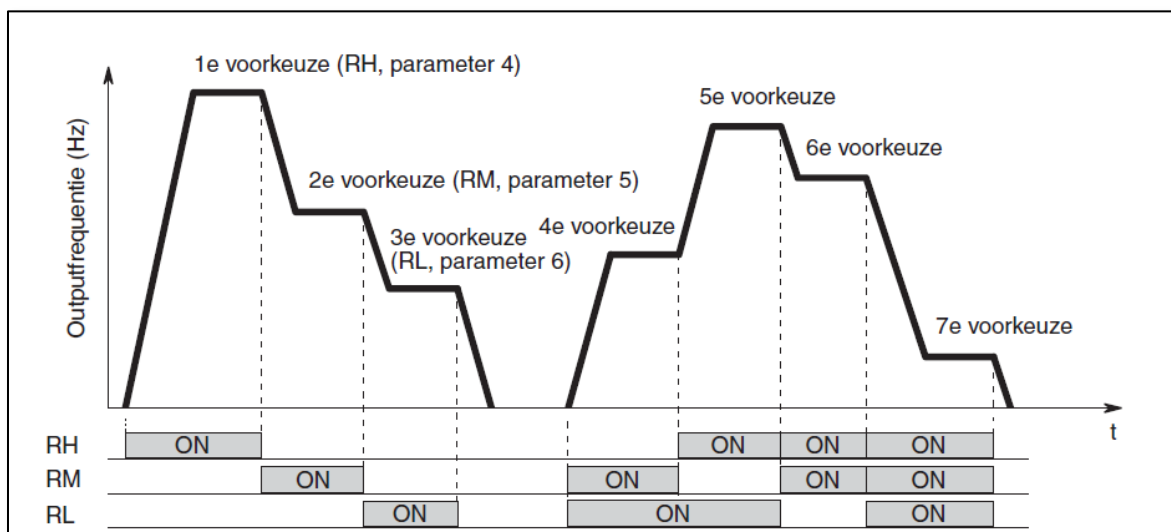 1e voorkeuze (RH, parameter 4)
5e voorkeuze
6e voorkeuze
2e voorkeuze (RM, parameter 5)
3e voorkeuze
(RL, parameter 6)
4e voorkeuze
7e voorkeuze
Outputfrequentie (Hz)
t
RH ON ON ON ON
RM ON ON ON ON
RL ON ON ON